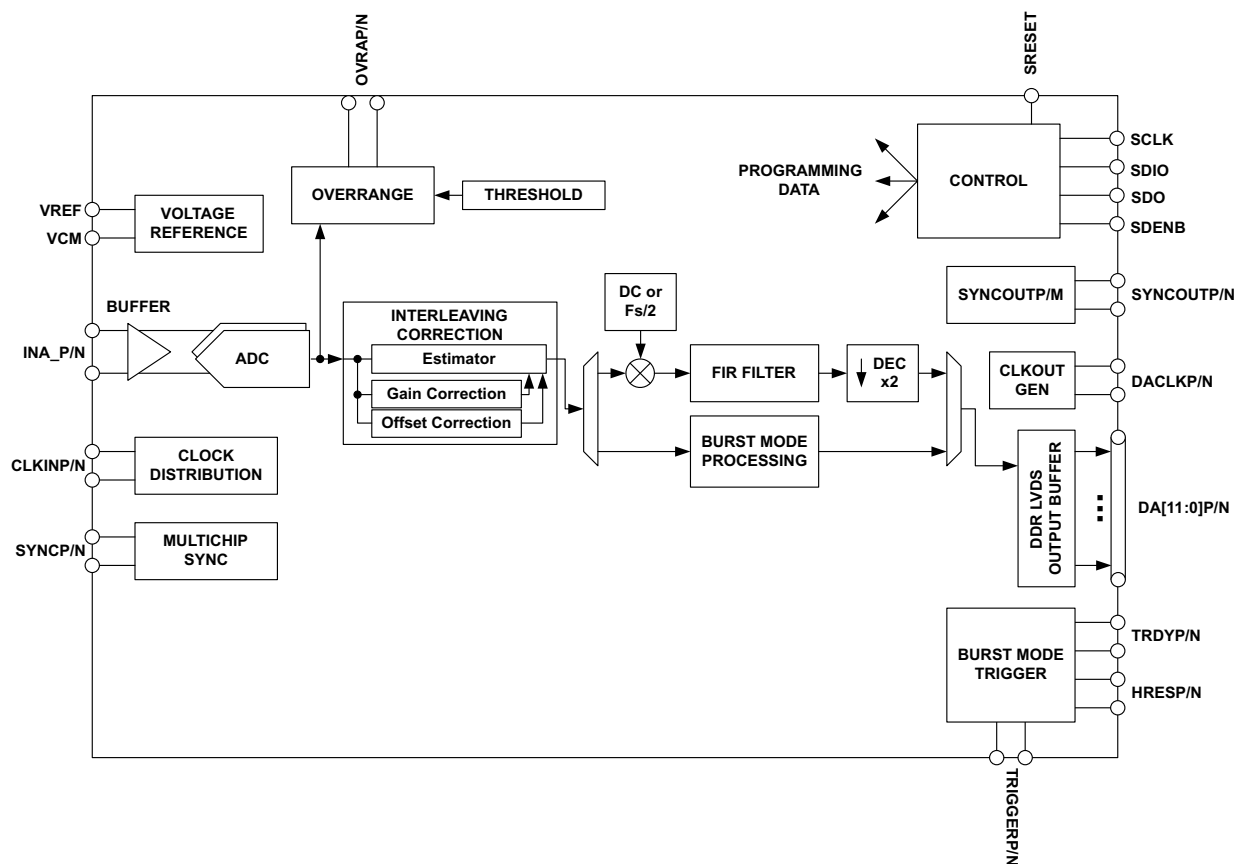 OVRAP/N
SRESET
VREF
VCM
VOLTAGE
REFERENCE
OVERRANGE
THRESHOLD
PROGRAMMING
DATA
CONTROL
SCLK
SDIO
SDO
SDENB
BUFFER
INA_P/N
ADC
INTERLEAVING
CORRECTION
Estimator
Gain Correction
Offset Correction
DC or
Fs/2
FIR FILTER
DEC
x2
BURST MODE
PROCESSING
SYNCOUTP/M
SYNCOUTP/N
CLKOUT
GEN
DACLKP/N
DDR LVDS
OUTPUT BUFFER
DA[11:0]P/N
CLKINP/N
CLOCK
DISTRIBUTION
SYNCP/N
MULTICHIP
SYNC
BURST MODE
TRIGGER
TRDYP/N
HRESP/N
TRIGGERP/N